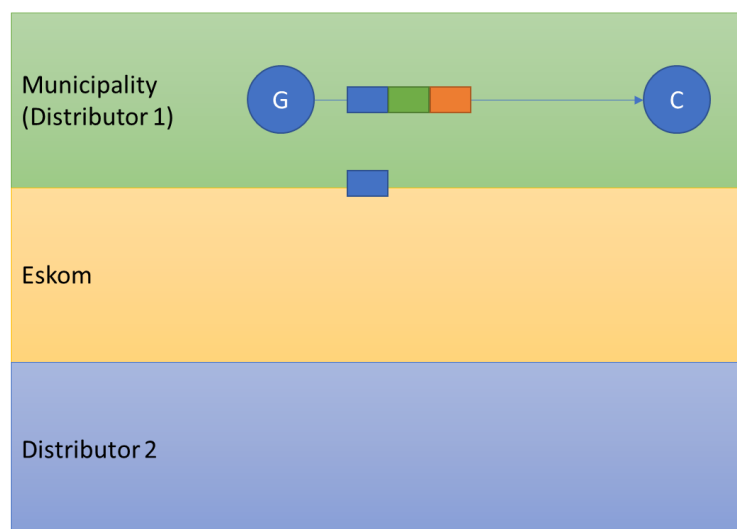 Municipality
(Distributor 1)
G
C
Eskom
Distributor 2